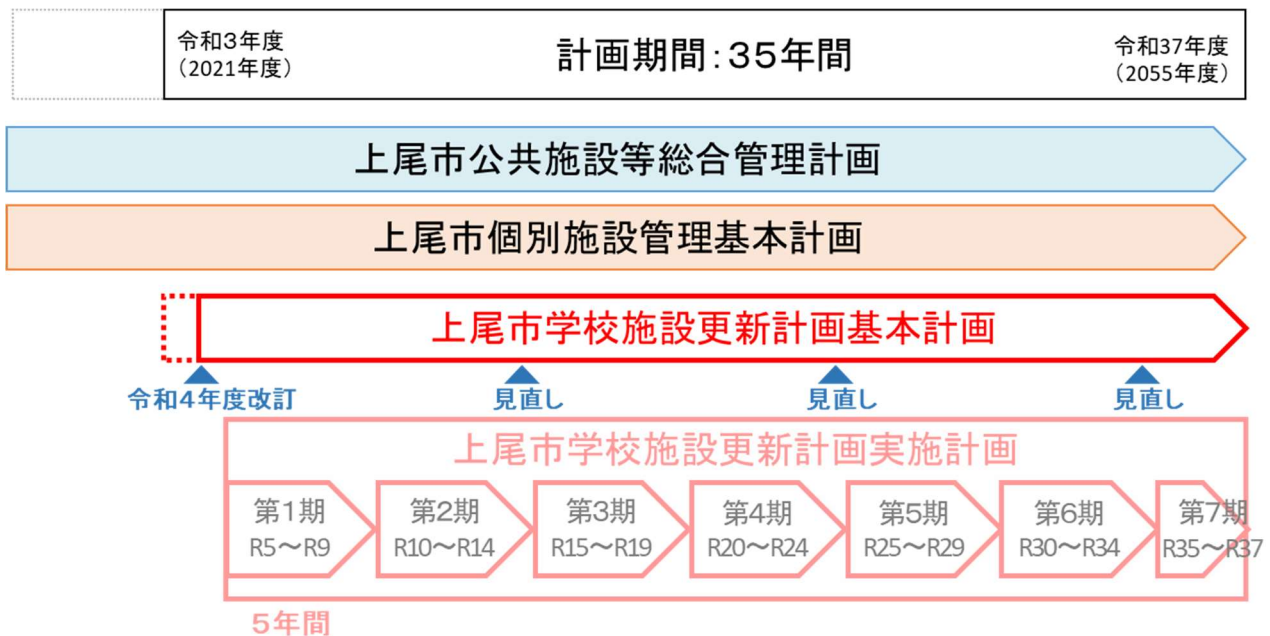 令和3年度
（2021年度）
計画期間：35年間
令和37年度
（2055年度）
上尾市公共施設等総合管理計画
上尾市個別施設管理基本計画
上尾市学校施設更新計画基本計画
令和4年度改訂
見直し
見直し
見直し
上尾市学校施設更新計画実施計画
第1期
R5～R9
第2期
R10～R14
第3期
R15～R19
第4期
R20～R24
第5期
R25～R29
第6期
R30～R34
第7期
R35～R37
5年間